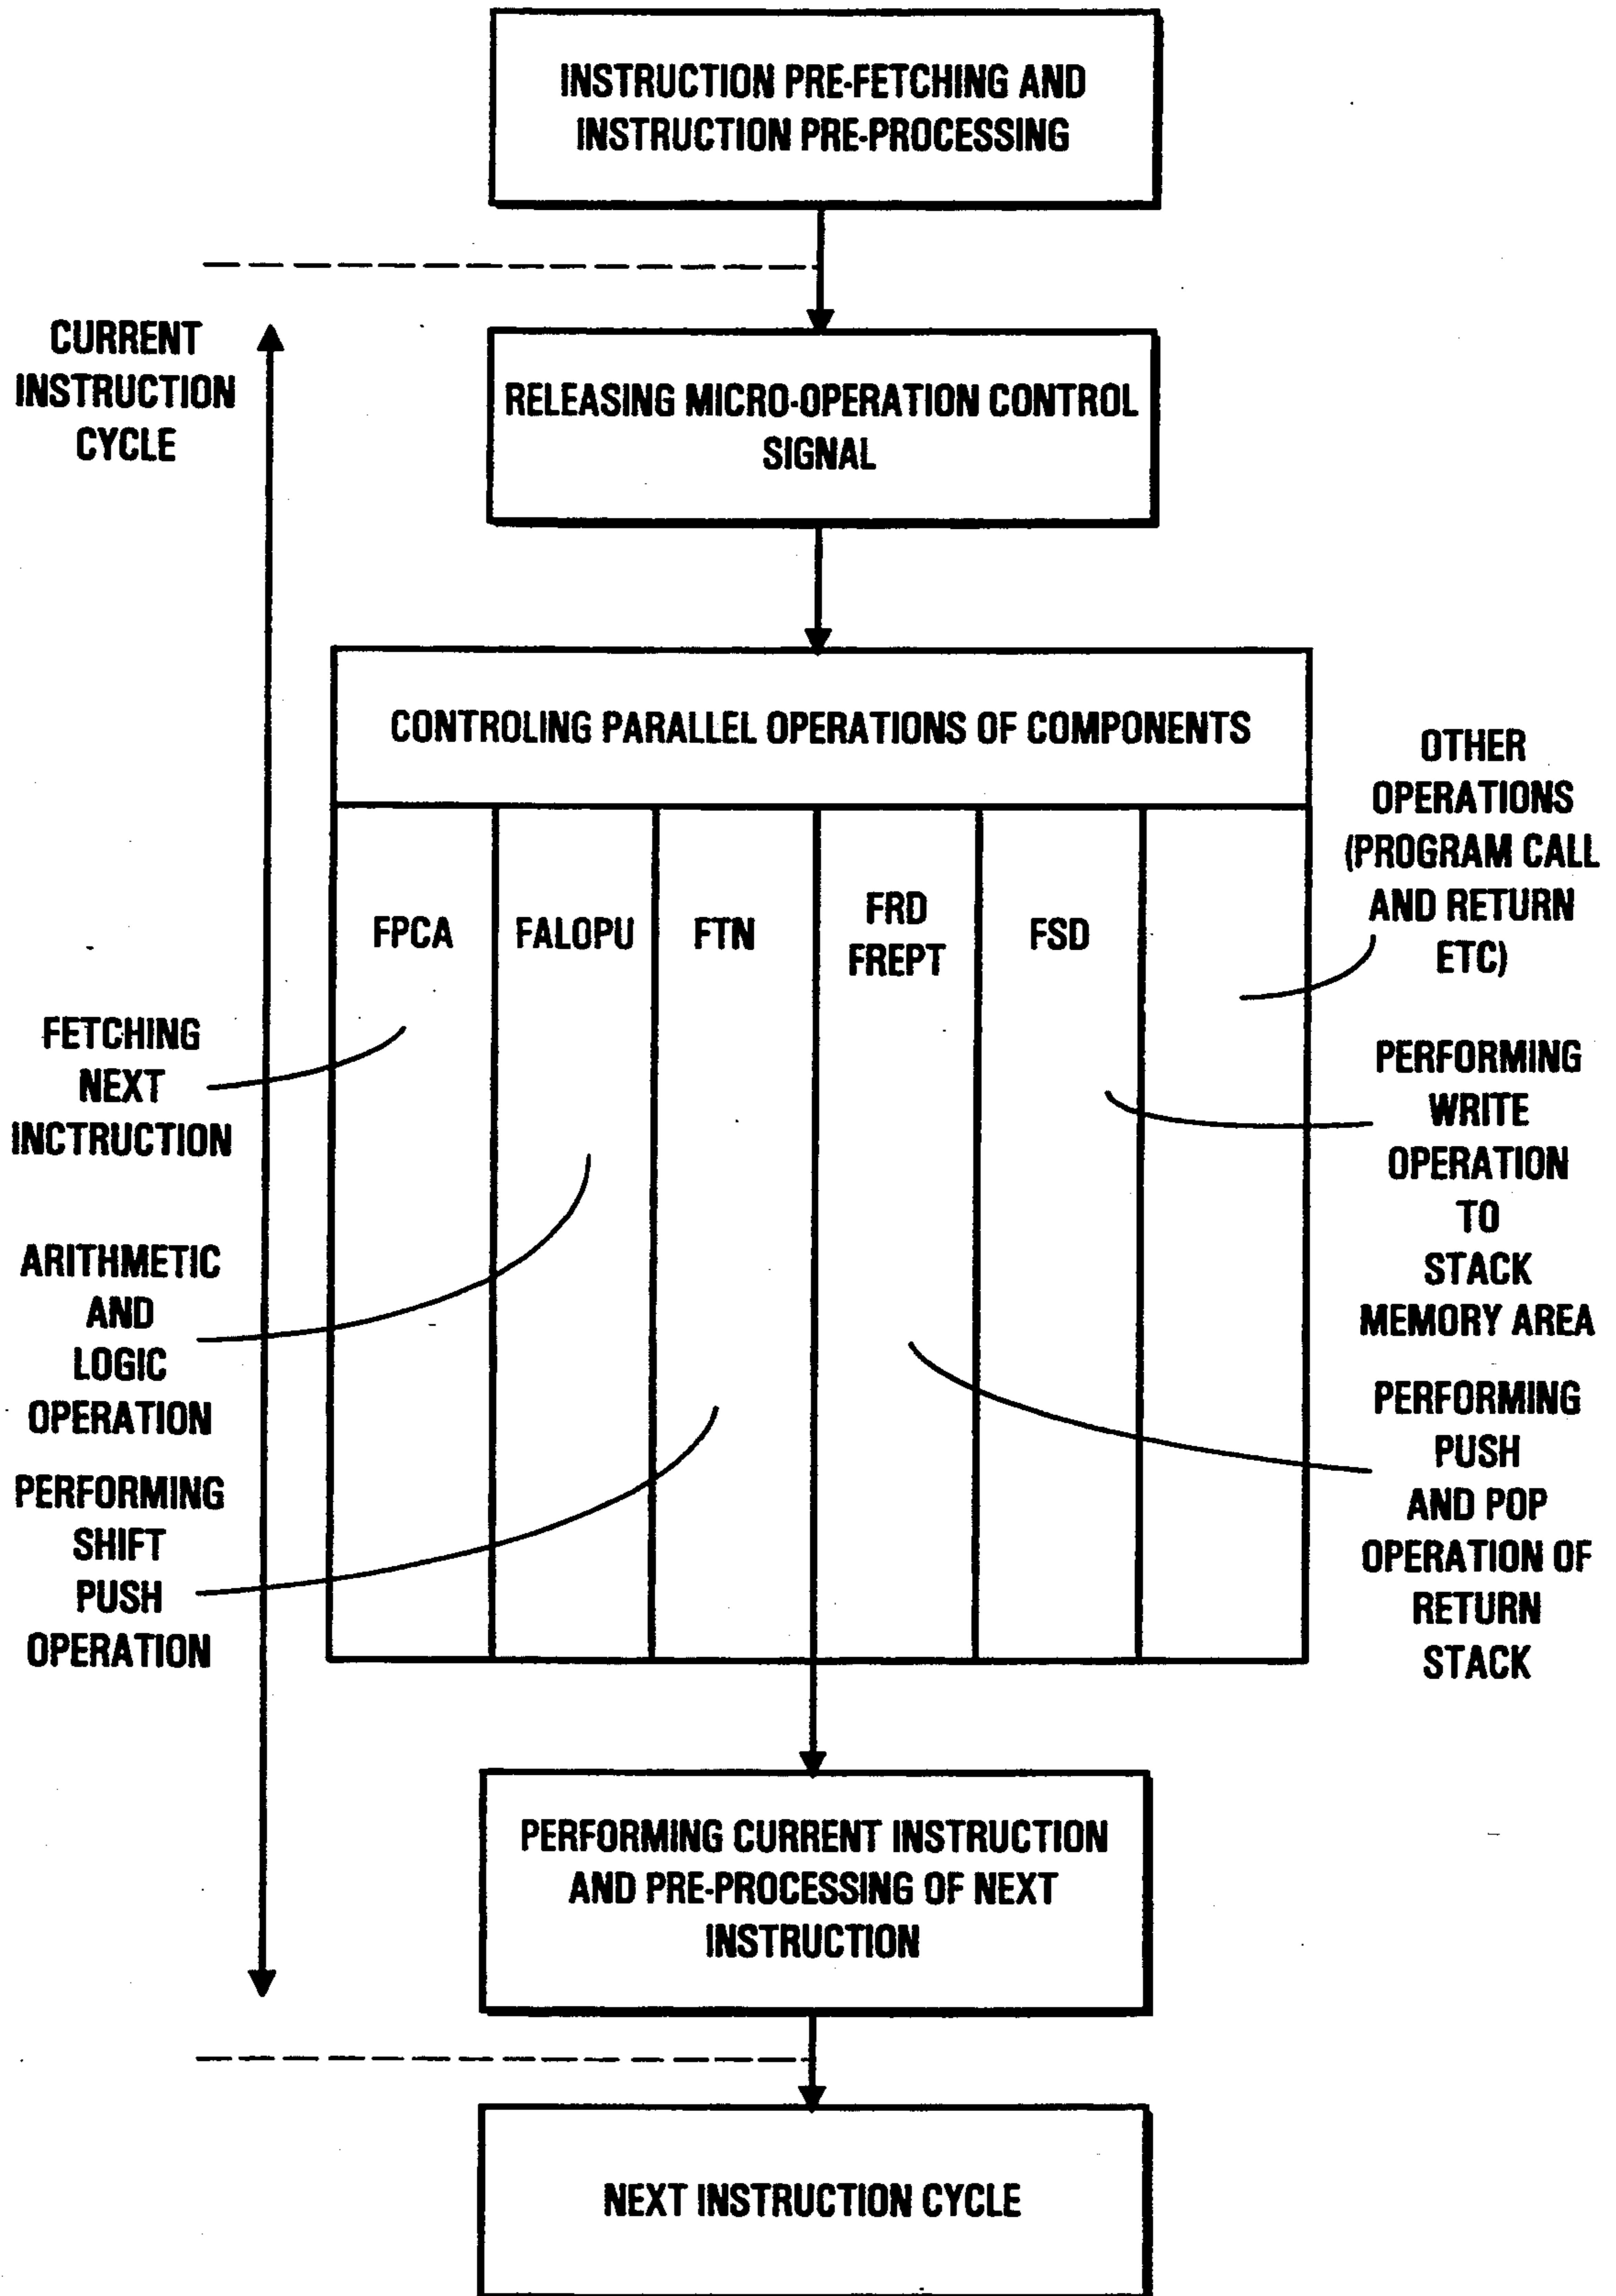 INSTRUCTION PRE-FETCHING AND
INSTRUCTION PRE-PROCESSING
CURRENT
INSTRUCTION
CYCLE
RELEASING MICRO-OPERATION CONTROL
SIGNAL
CONTROLING PARALLEL OPERATIONS OF COMPONENTS
FPCA
FALOPU
FTN
FRD
FREPT
FSD
OTHER
OPERATIONS
(PROGRAM CALL
AND RETURN
ETC)
FETCHING
NEXT
INCTRUCTION
ARITHMETIC
AND
LOGIC
OPERATION
PERFORMING
SHIFT
PUSH
OPERATION
PERFORMING
WRITE
OPERATION
TO
STACK
MEMORY AREA
PERFORMING
PUSH
AND POP
OPERATION OF
RETURN
STACK
PERFORMING CURRENT INSTRUCTION
AND PRE-PROCESSING OF NEXT
INSTRUCTION
NEXT INSTRUCTION CYCLE